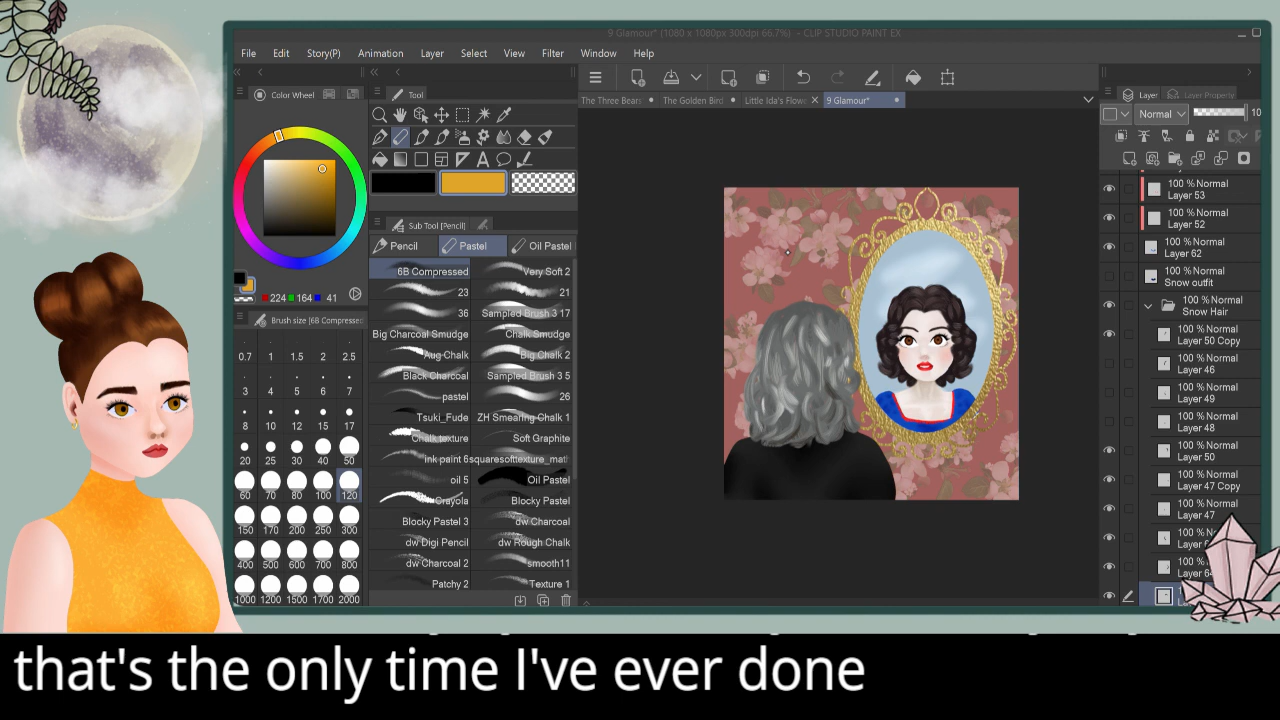 9 Glamour* (1080 x 1080px 300dpi 66.7%) - CLIP STUDIO PAINT EX
File Edit Story(P) Animation Layer Select View Filter Window Help
Color Wheel
Tool
The Three Bears The Golden Bird Little Ida's Flow 9 Glamour*
Layer Layer Property
Normal 10
Sub Tool [Pencil]
Pencil Pastel Oil Pastel
224 164 41
Brush size [6B Compresse
0.7 1 1.5 2 2.5
3 4 5 6 7
8 10 12 15 17
20 25 30 40 50
60 70 80 100 120
150 170 200 250 300
400 500 600 700 800
1000 1200 1500 1700 2000
6B Compressed Very Soft 2
23 21
36 Sampled Brush 3 17
Big Charcoal Smudge Chalk Smudge
Aug Chalk Big Chalk 2
Black Charcoal Sampled Brush 3 5
pastel 26
Tsuki_Fude ZH Smearing Chalk 1
Chalk texture Soft Graphite
ink paint 6 squaresofttexture_mat
oil 5 Oil Pastel
Crayola Blocky Pastel
Blocky Pastel 3 dw Charcoal
dw Digi Pencil dw Rough Chalk
dw Charcoal 2 smooth11
Patchy 2 Texture 1
100 % Normal
Layer 53
100 % Normal
Layer 52
100 % Normal
Layer 62
100 % Normal
Snow outfit
100 % Normal
Snow Hair
100 % Normal
Layer 50 Copy
100 % Normal
Layer 46
100 % Normal
Layer 49
100 % Normal
Layer 48
100 % Normal
Layer 50
100 % Normal
Layer 47 Copy
100 % Normal
Layer 47
100 % Normal
Layer
100 %
Layer 64
that's the only time I've ever done